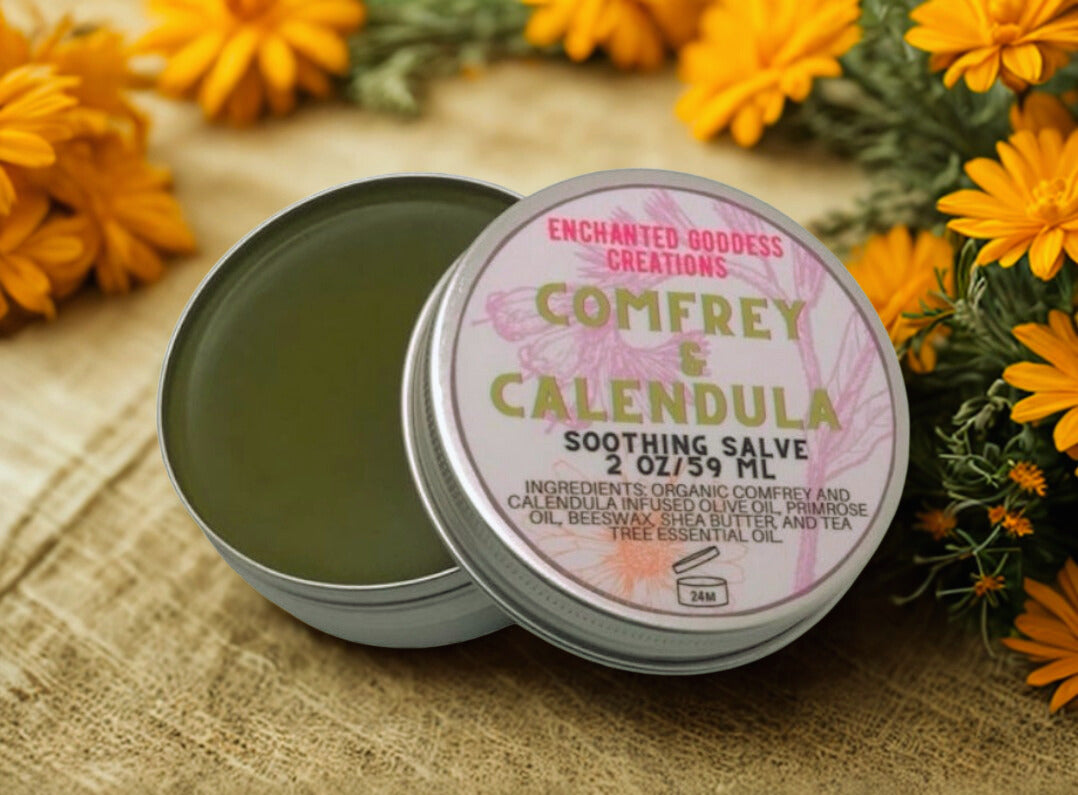 ENCHANTED GODDESS
CREATIONS
COMFREY
&
CALENDULA
SOOTHING SALVE
2 OZ/59 ML
INGREDIENTS: ORGANIC COMFREY AND
CALENDULA INFUSED OLIVE OIL, PRIMROSE
OIL, BEESWAX, SHEA BUTTER, AND TEA
TREE ESSENTIAL OIL.
24M